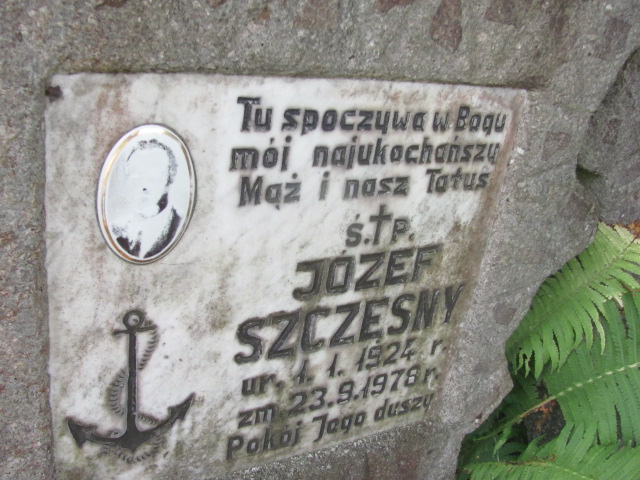 Tu spoczywa w Bogu
mój najukochańszy
Mąż i nasz Tatuś
Ś.†P.
JÓZEF
SZCZĘSNY
ur. 1.1.1924 r.
zm 23.9.1978 r.
Pokój Jego duszy